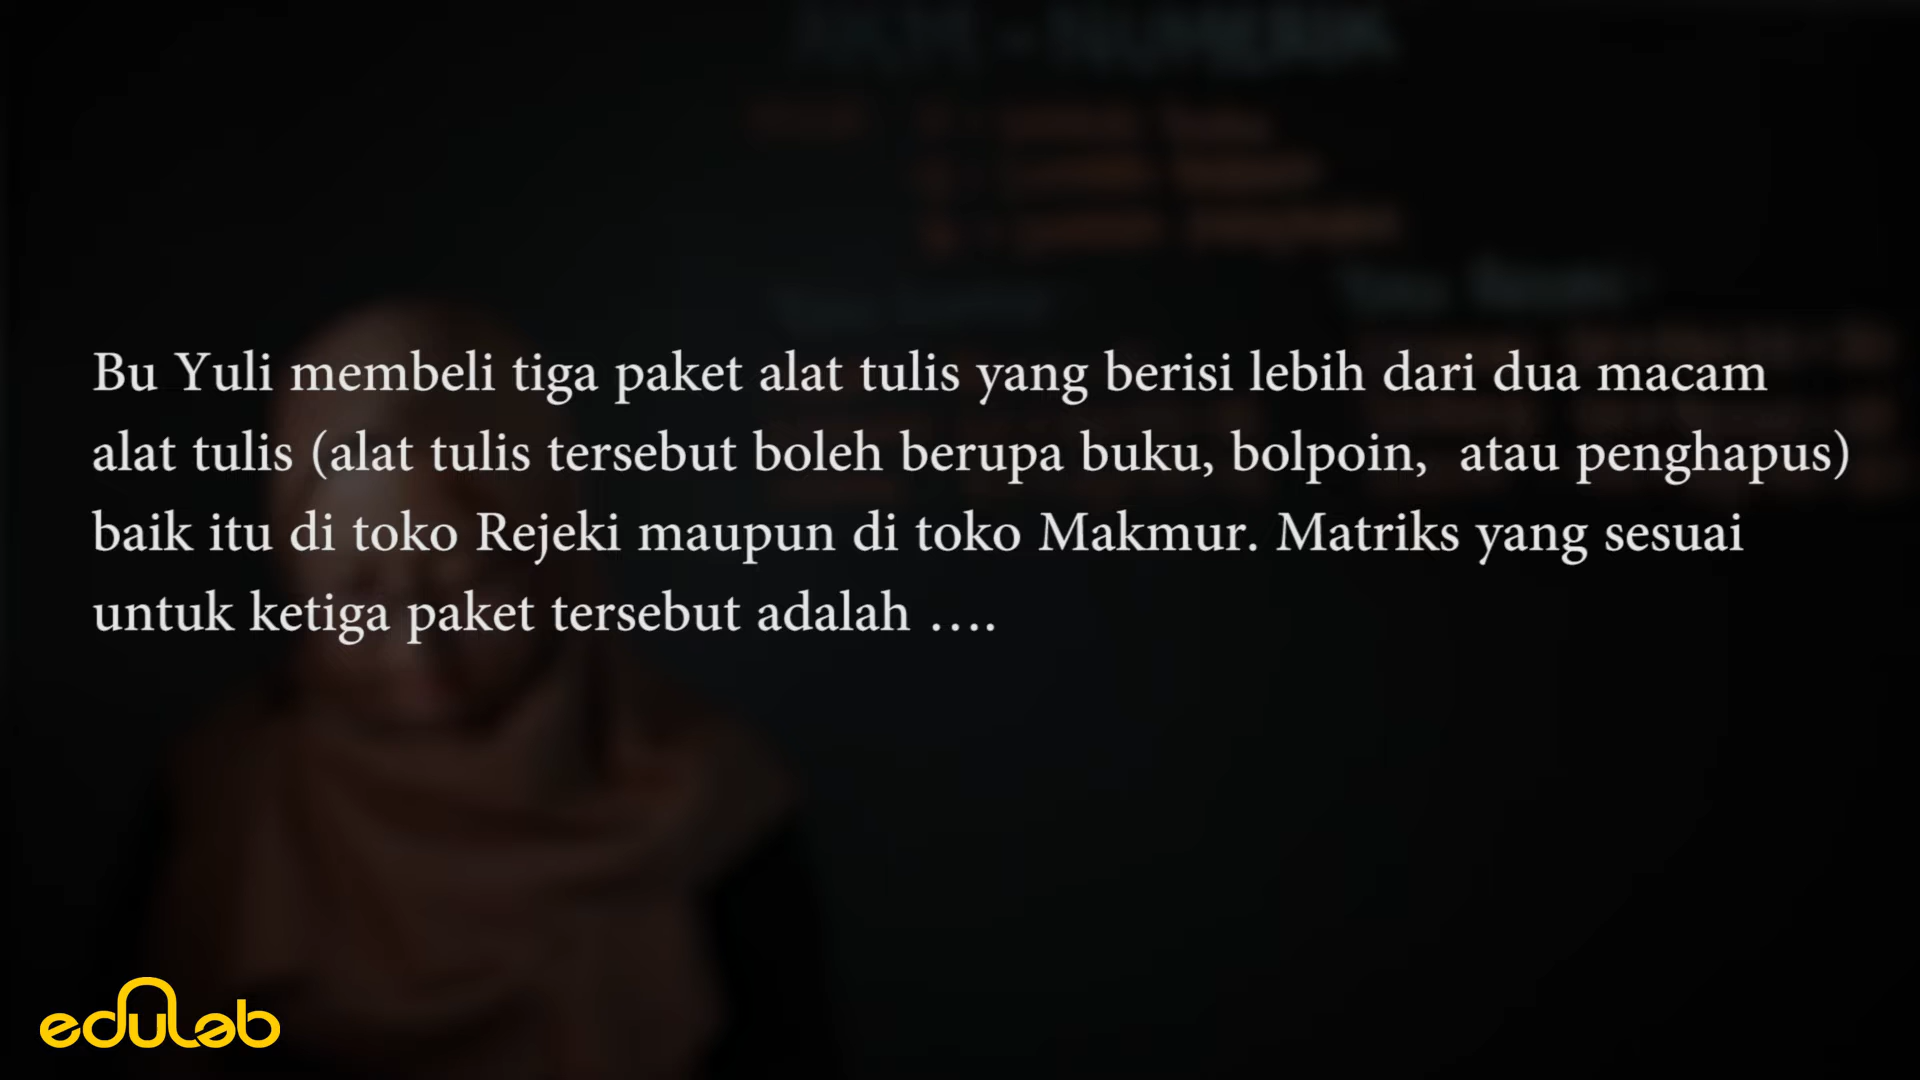 Bu Yuli membeli tiga paket alat tulis yang berisi lebih dari dua macam
alat tulis (alat tulis tersebut boleh berupa buku, bolpoin, atau penghapus)
baik itu di toko Rejeki maupun di toko Makmur. Matriks yang sesuai
untuk ketiga paket tersebut adalah ….
edulab